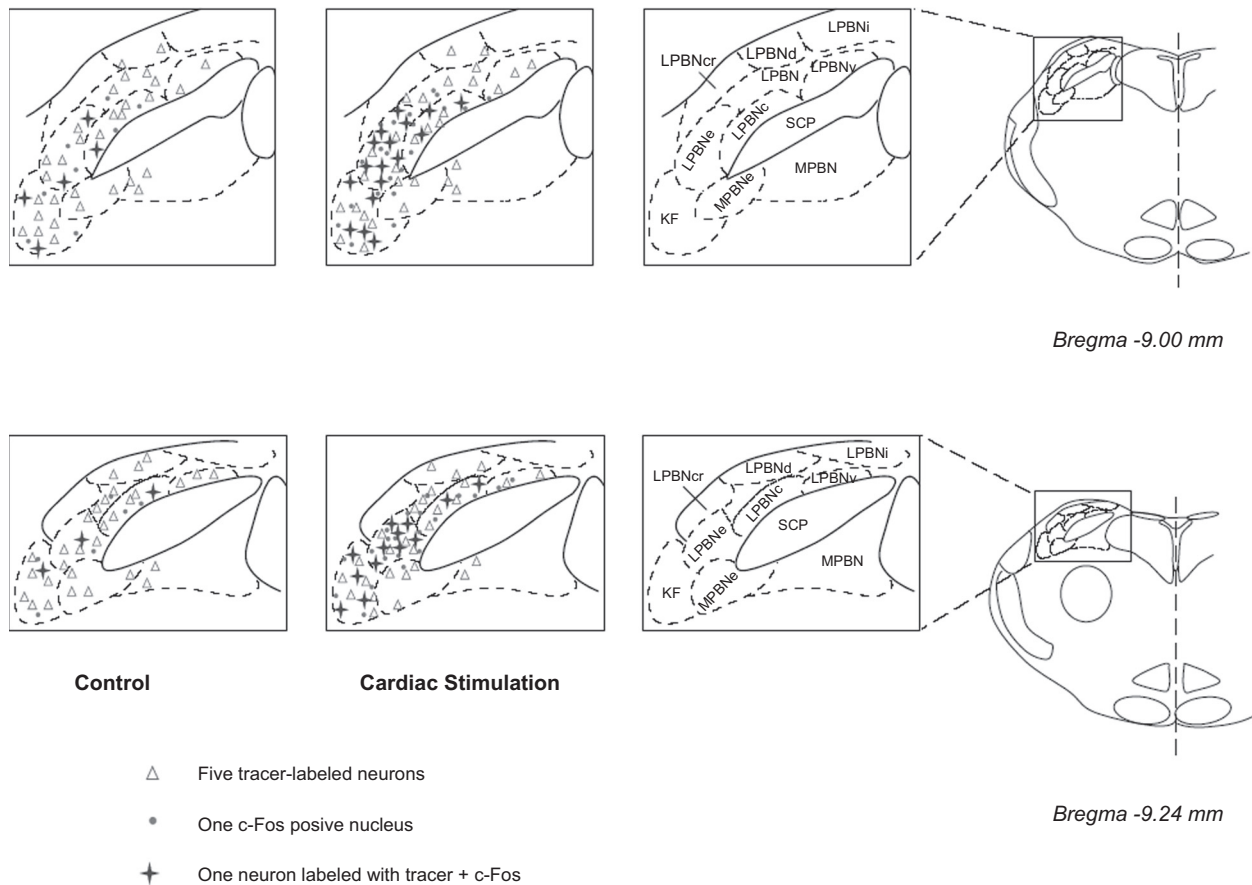 LPBNi
LPBNd
LPBNcr
LPBN
LPBNv
LPBNe
LPBNc
SCP
MPBN
MPBNe
KF
Bregma -9.00 mm
LPBNi
LPBNd
LPBNcr
LPBNv
LPBNc
LPBNe
SCP
MPBN
KF
MPBNe
Control
Cardiac Stimulation
Five tracer-labeled neurons
One c-Fos posive nucleus
Bregma -9.24 mm
One neuron labeled with tracer + c-Fos